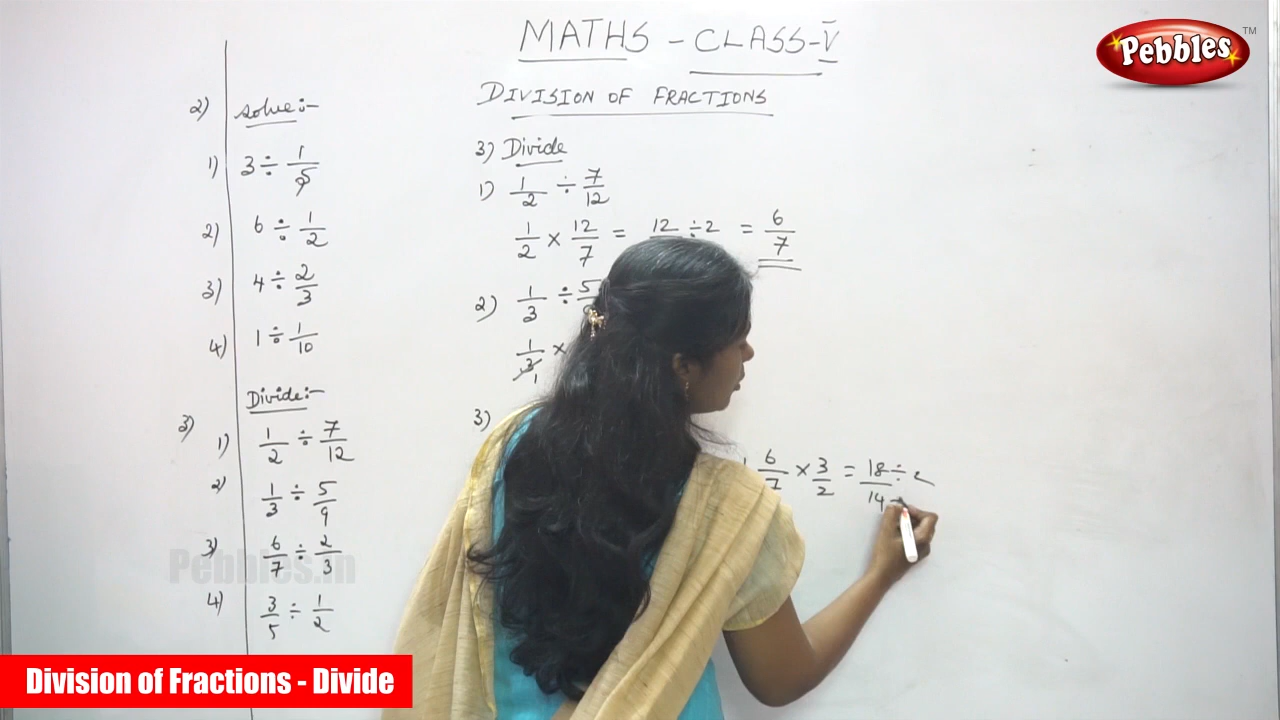 MATHS - CLASS-V
Pebbles TM
DIVISION OF FRACTIONS
2) Solve:-
1) 3 ÷ 1/5
2) 6 ÷ 1/2
3) 4 ÷ 2/3
4) 1 ÷ 1/10
3) Divide:-
1) 1/2 ÷ 7/12
2) 1/3 ÷ 5/9
3) 6/7 ÷ 2/3
4) 3/5 ÷ 1/2
3) Divide
1) 1/2 ÷ 7/12
1/2 × 12/7 = 12 ÷2 = 6/7
2) 1/3 ÷ 5
1/3 ×
1
3)
6/7 × 3/2 = 18/14 ÷ 2
Pebbles.in
Division of Fractions - Divide